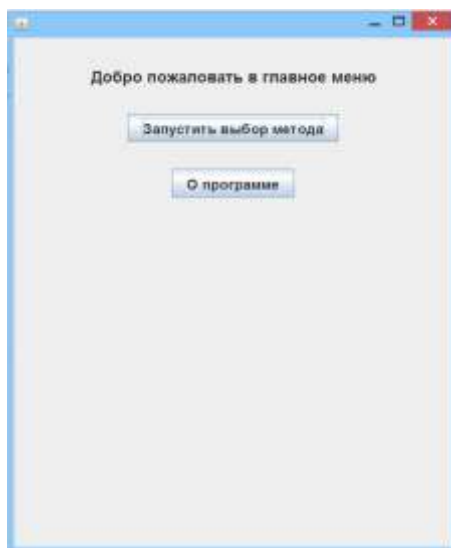 Добро пожаловать в главное меню
Запустить выбор метода
О программе